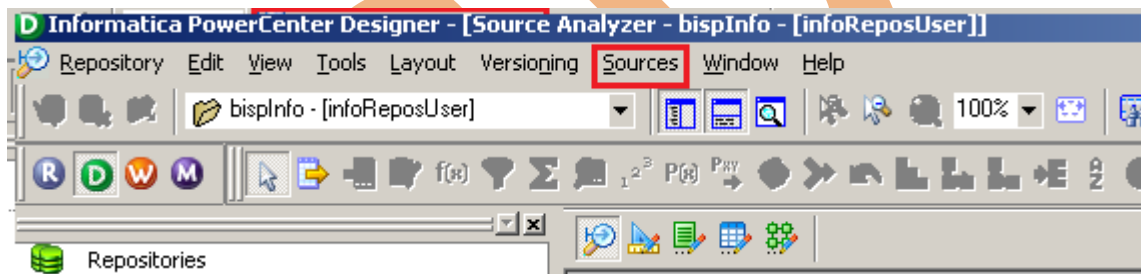 Informatica PowerCenter Designer - [Source Analyzer - bispInfo - [infoReposUser]]
Repository Edit View Tools Layout Versioning Sources Window Help
bispInfo - [infoReposUser] 100%
R D W M f(x) 1 2 3 P(x) Pxy E A Z
Repositories